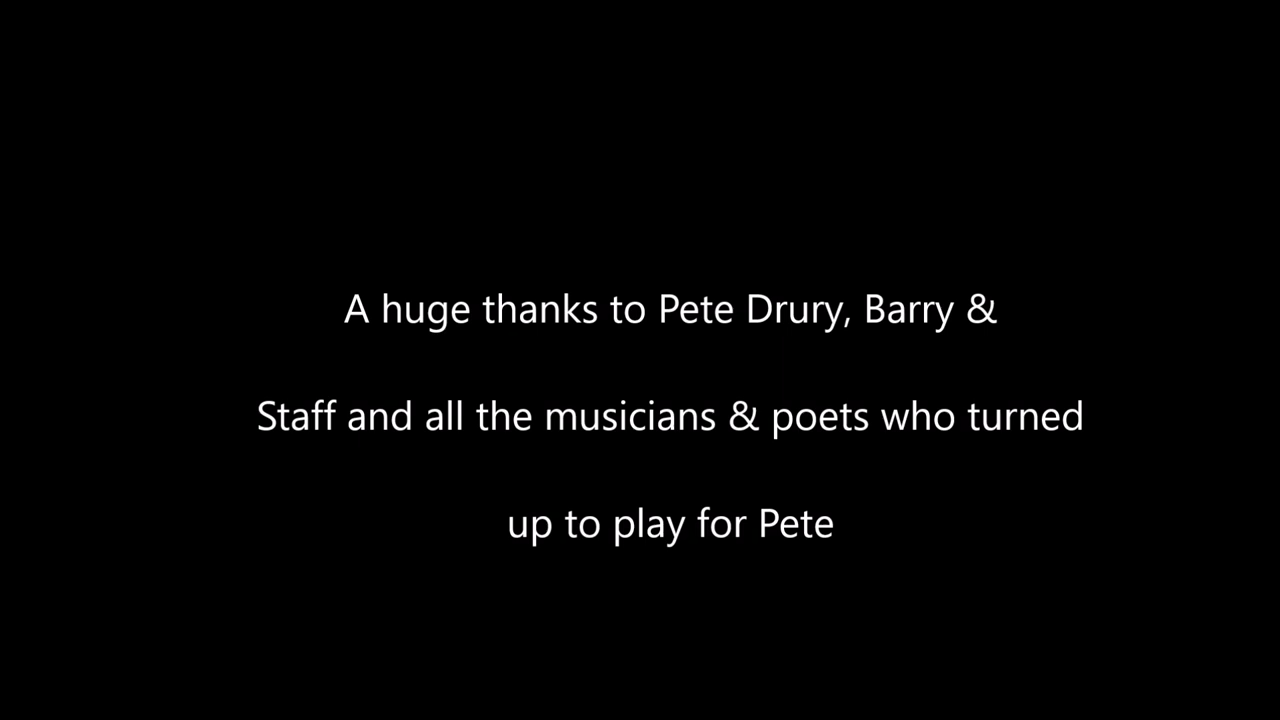 A huge thanks to Pete Drury, Barry &
Staff and all the musicians & poets who turned
up to play for Pete